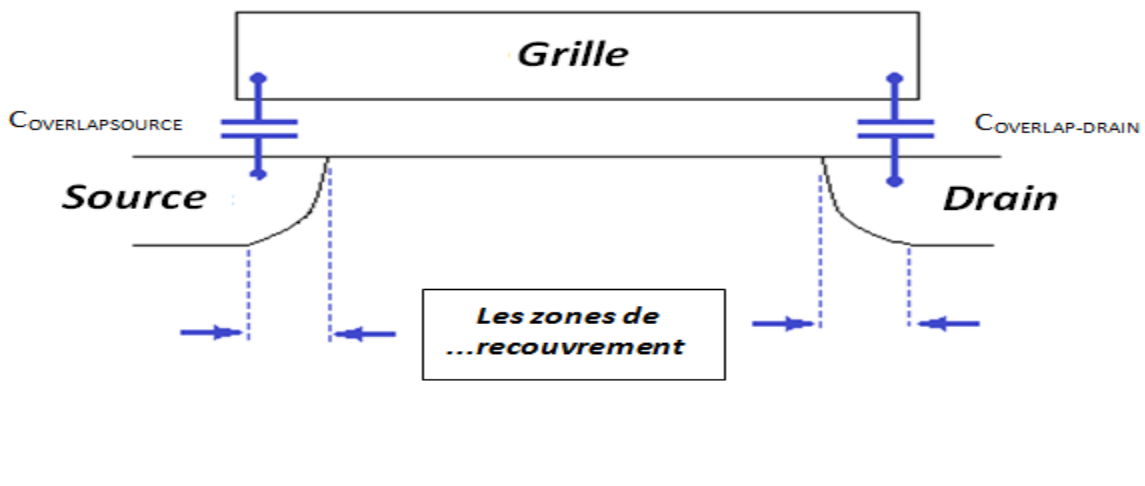 Grille
COVERLAPSOURCE
COVERLAP-DRAIN
Source
Drain
Les zones de
...recouvrement